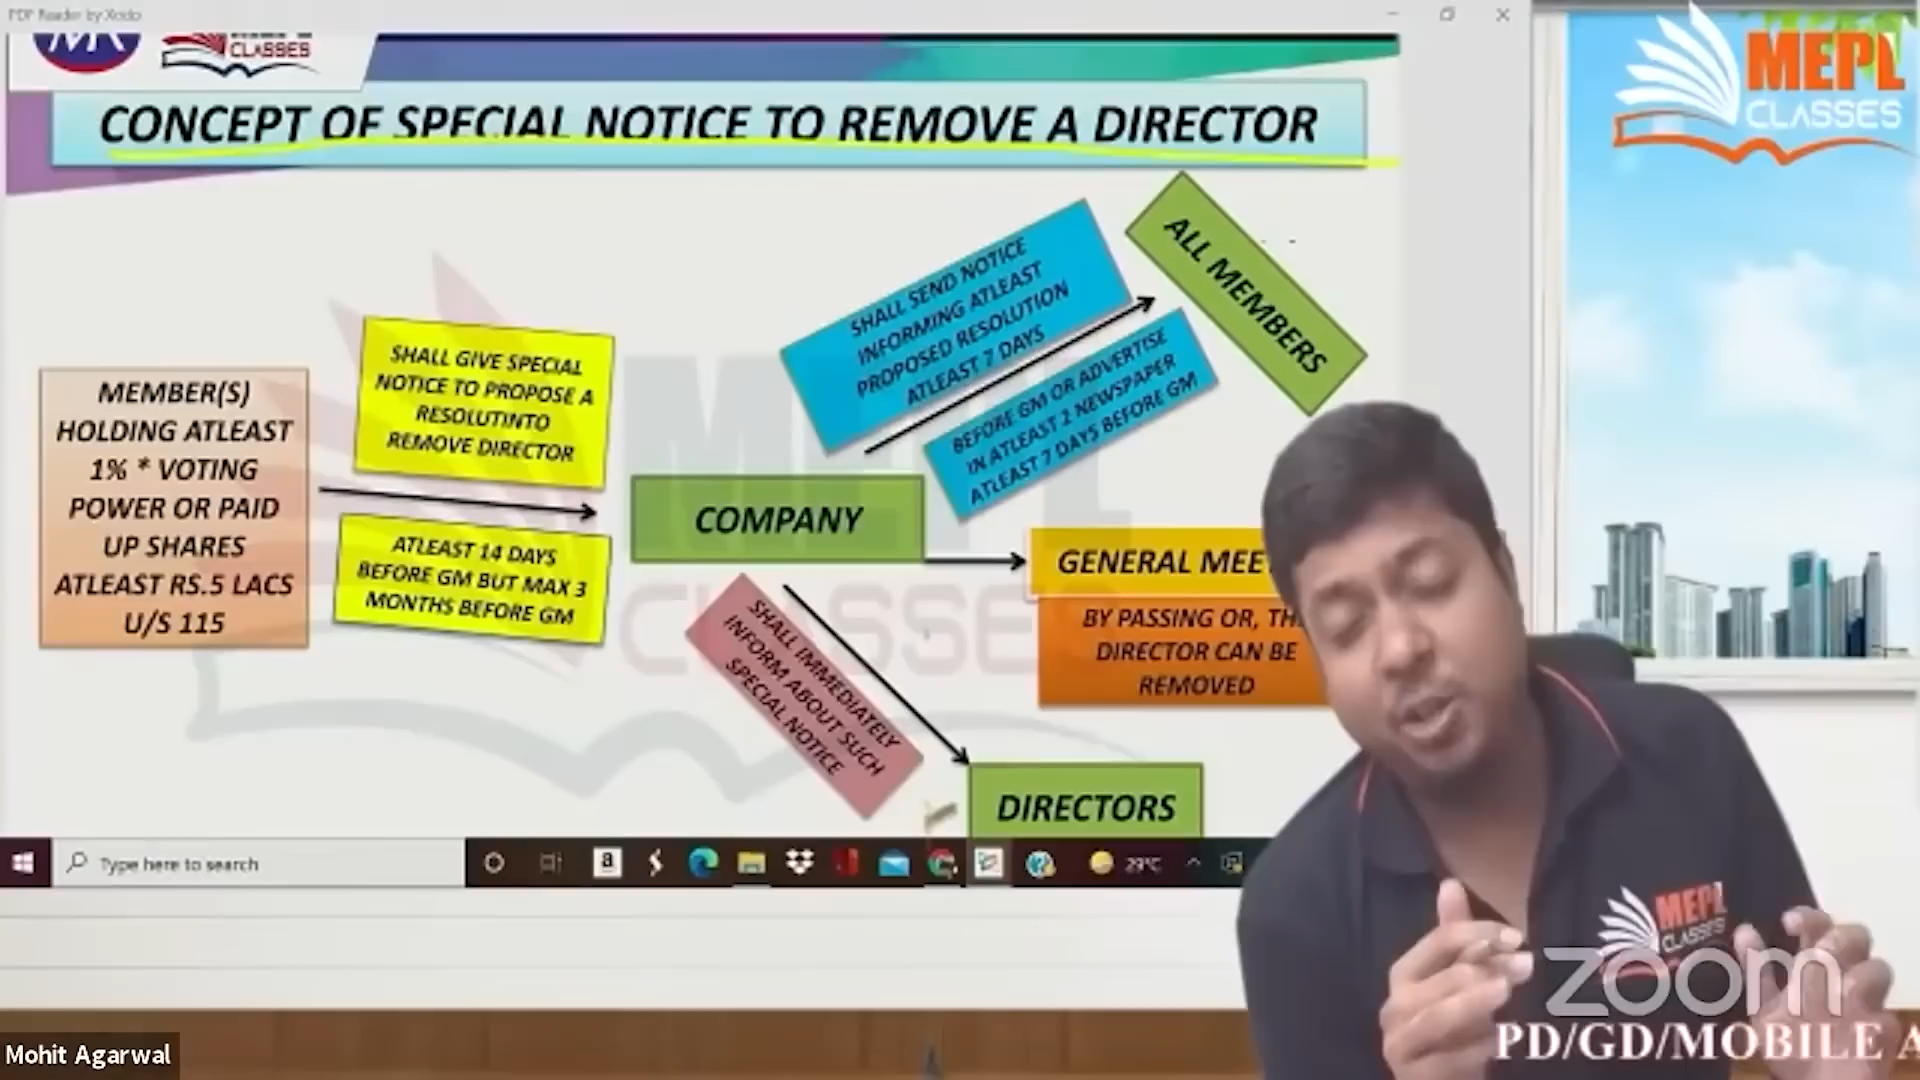 PDF Reader by Xodo
CLASSES
MEPL
CLASSES
CONCEPT OF SPECIAL NOTICE TO REMOVE A DIRECTOR
MEMBER(S)
HOLDING ATLEAST
1% * VOTING
POWER OR PAID
UP SHARES
ATLEAST RS.5 LACS
U/S 115
SHALL GIVE SPECIAL
NOTICE TO PROPOSE A
RESOLUTINTO
REMOVE DIRECTOR
ATLEAST 14 DAYS
BEFORE GM BUT MAX 3
MONTHS BEFORE GM
COMPANY
SHALL SEND NOTICE
INFORMING ATLEAST
PROPOSED RESOLUTION
ATLEAST 7 DAYS
BEFORE GM OR ADVERTISE
IN ATLEAST 2 NEWSPAPER
ATLEAST 7 DAYS BEFORE GM
ALL MEMBERS
GENERAL MEE
BY PASSING OR, TH
DIRECTOR CAN BE
REMOVED
SHALL IMMEDIATELY
INFORM ABOUT SUCH
SPECIAL NOTICE
DIRECTORS
MEPL
CLASSES
Type here to search
29°C
MEPL
CLASSES
zoom
Mohit Agarwal
PD/GD/MOBILE A